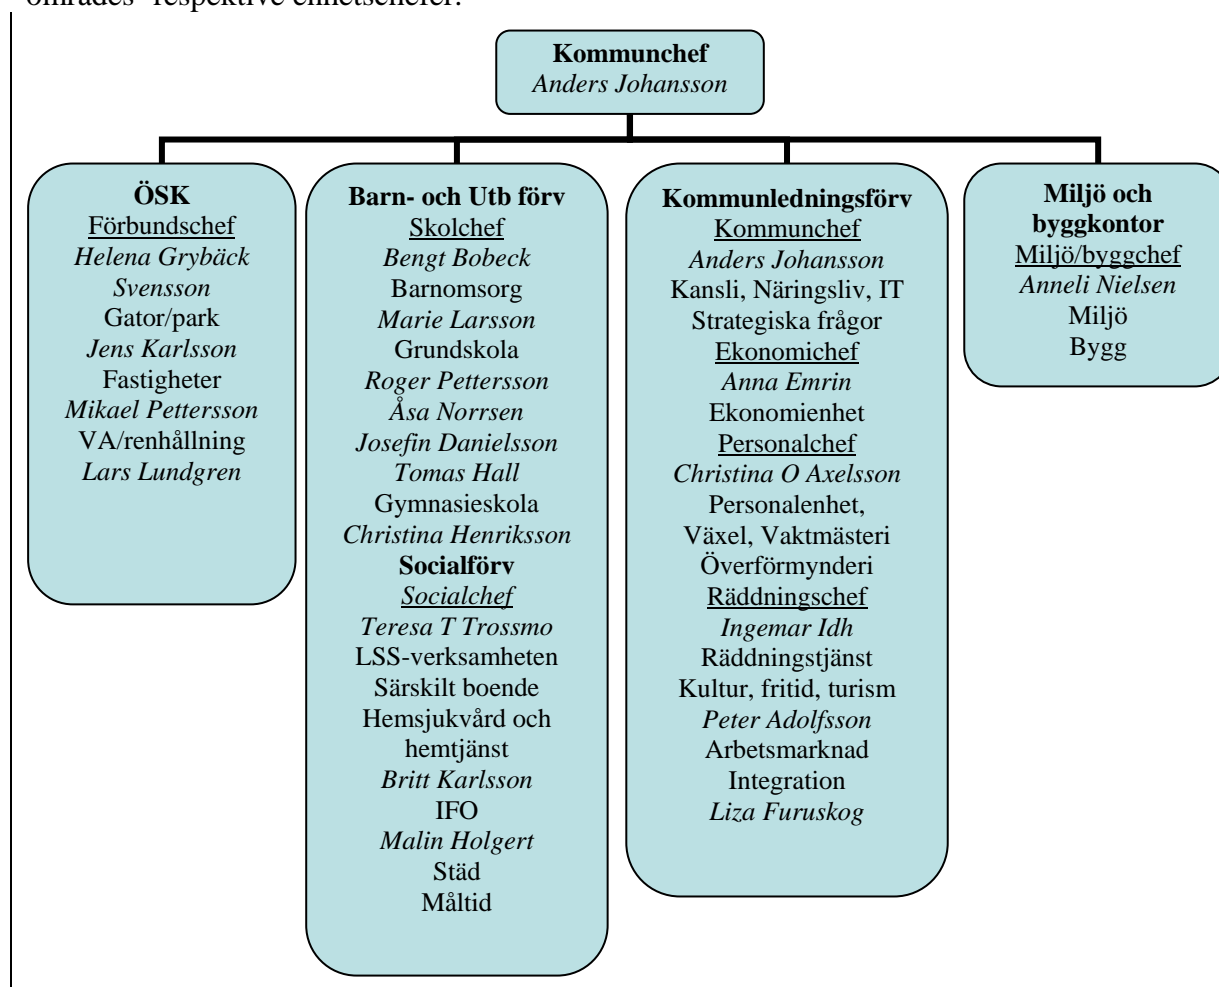 områdes- respektive enhetschefer.
Kommunchef
Anders Johansson
ÖSK
Förbundschef
Helena Grybäck
Svensson
Gator/park
Jens Karlsson
Fastigheter
Mikael Pettersson
VA/renhållning
Lars Lundgren
Barn- och Utb förv
Skolchef
Bengt Bobeck
Barnomsorg
Marie Larsson
Grundskola
Roger Pettersson
Åsa Norrsen
Josefin Danielsson
Tomas Hall
Gymnasieskola
Christina Henriksson
Socialförv
Socialchef
Teresa T Trossmo
LSS-verksamheten
Särskilt boende
Hemsjukvård och
hemtjänst
Britt Karlsson
IFO
Malin Holgert
Städ
Måltid
Kommunledningsförv
Kommunchef
Anders Johansson
Kansli, Näringsliv, IT
Strategiska frågor
Ekonomichef
Anna Emrin
Ekonomienhet
Personalchef
Christina O Axelsson
Personalenhet,
Växel, Vaktmästeri
Överförmynderi
Räddningschef
Ingemar Idh
Räddningstjänst
Kultur, fritid, turism
Peter Adolfsson
Arbetsmarknad
Integration
Liza Furuskog
Miljö och
byggkontor
Miljö/byggchef
Anneli Nielsen
Miljö
Bygg